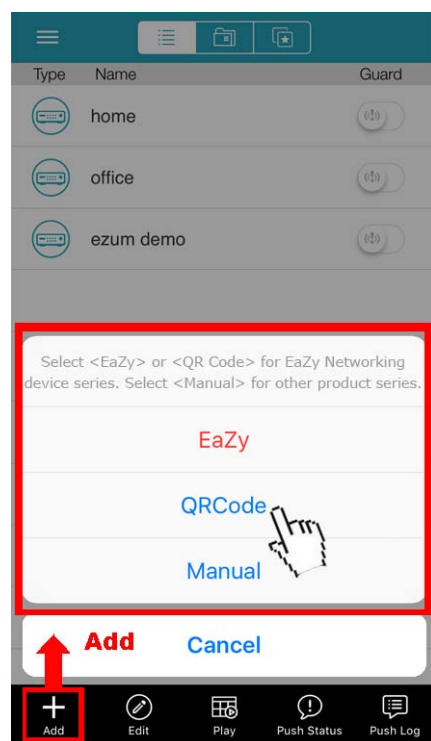 Type Name Guard
home
office
ezum demo
Select <EaZy> or <QR Code> for EaZy Networking
device series. Select <Manual> for other product series.
EaZy
QRCode
Manual
Add Cancel
Add Edit Play Push Status Push Log